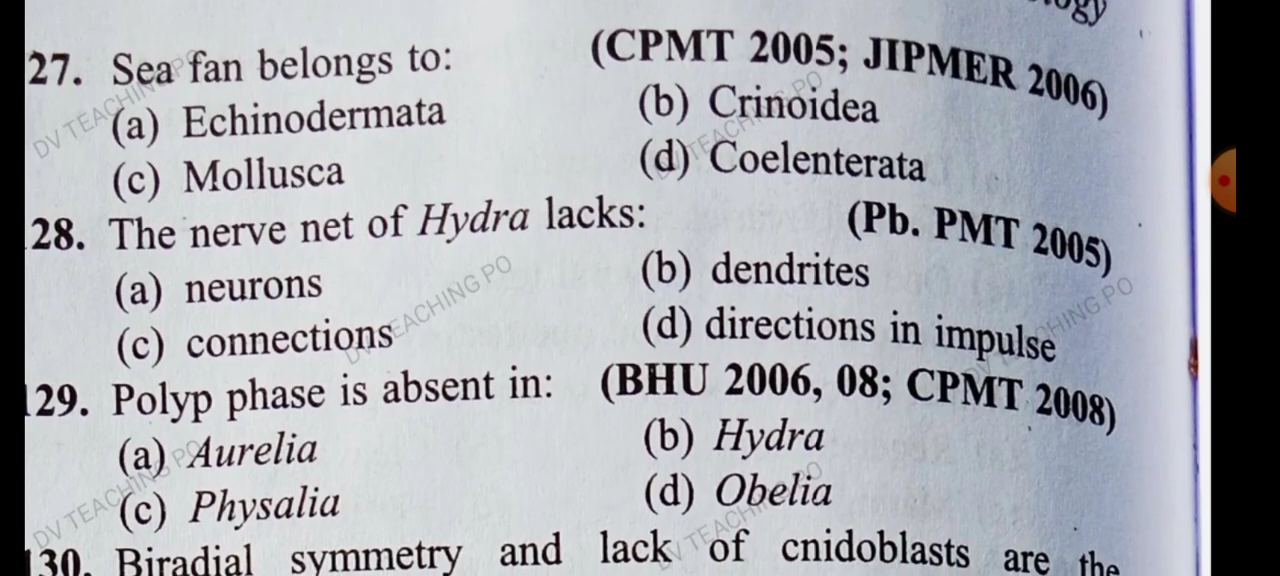 27. Sea fan belongs to: (CPMT 2005; JIPMER 2006)
(a) Echinodermata (b) Crinoidea
(c) Mollusca (d) Coelenterata
28. The nerve net of Hydra lacks: (Pb. PMT 2005)
(a) neurons (b) dendrites
(c) connections (d) directions in impulse
129. Polyp phase is absent in: (BHU 2006, 08; CPMT 2008)
(a) Aurelia (b) Hydra
(c) Physalia (d) Obelia
130. Biradial symmetry and lack of cnidoblasts are the